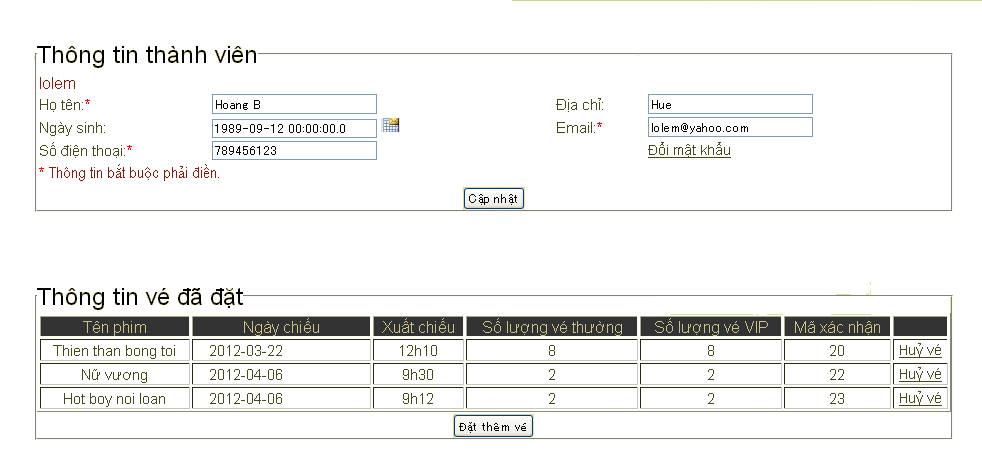 Thông tin thành viên
lolem
Họ tên:* Hoang B Địa chỉ: Hue
Ngày sinh: 1989-09-12 00:00:00.0 Email:* lolem@yahoo.com
Số điện thoại:* 789456123 Đổi mật khẩu
* Thông tin bắt buộc phải điền.
Cập nhật
Thông tin vé đã đặt
Tên phim Ngày chiếu Xuất chiếu Số lượng vé thường Số lượng vé VIP Mã xác nhận
Thien than bong toi 2012-03-22 12h10 8 8 20 Huỷ vé
Nữ vương 2012-04-06 9h30 2 2 22 Huỷ vé
Hot boy noi loan 2012-04-06 9h12 2 2 23 Huỷ vé
Đặt thêm vé